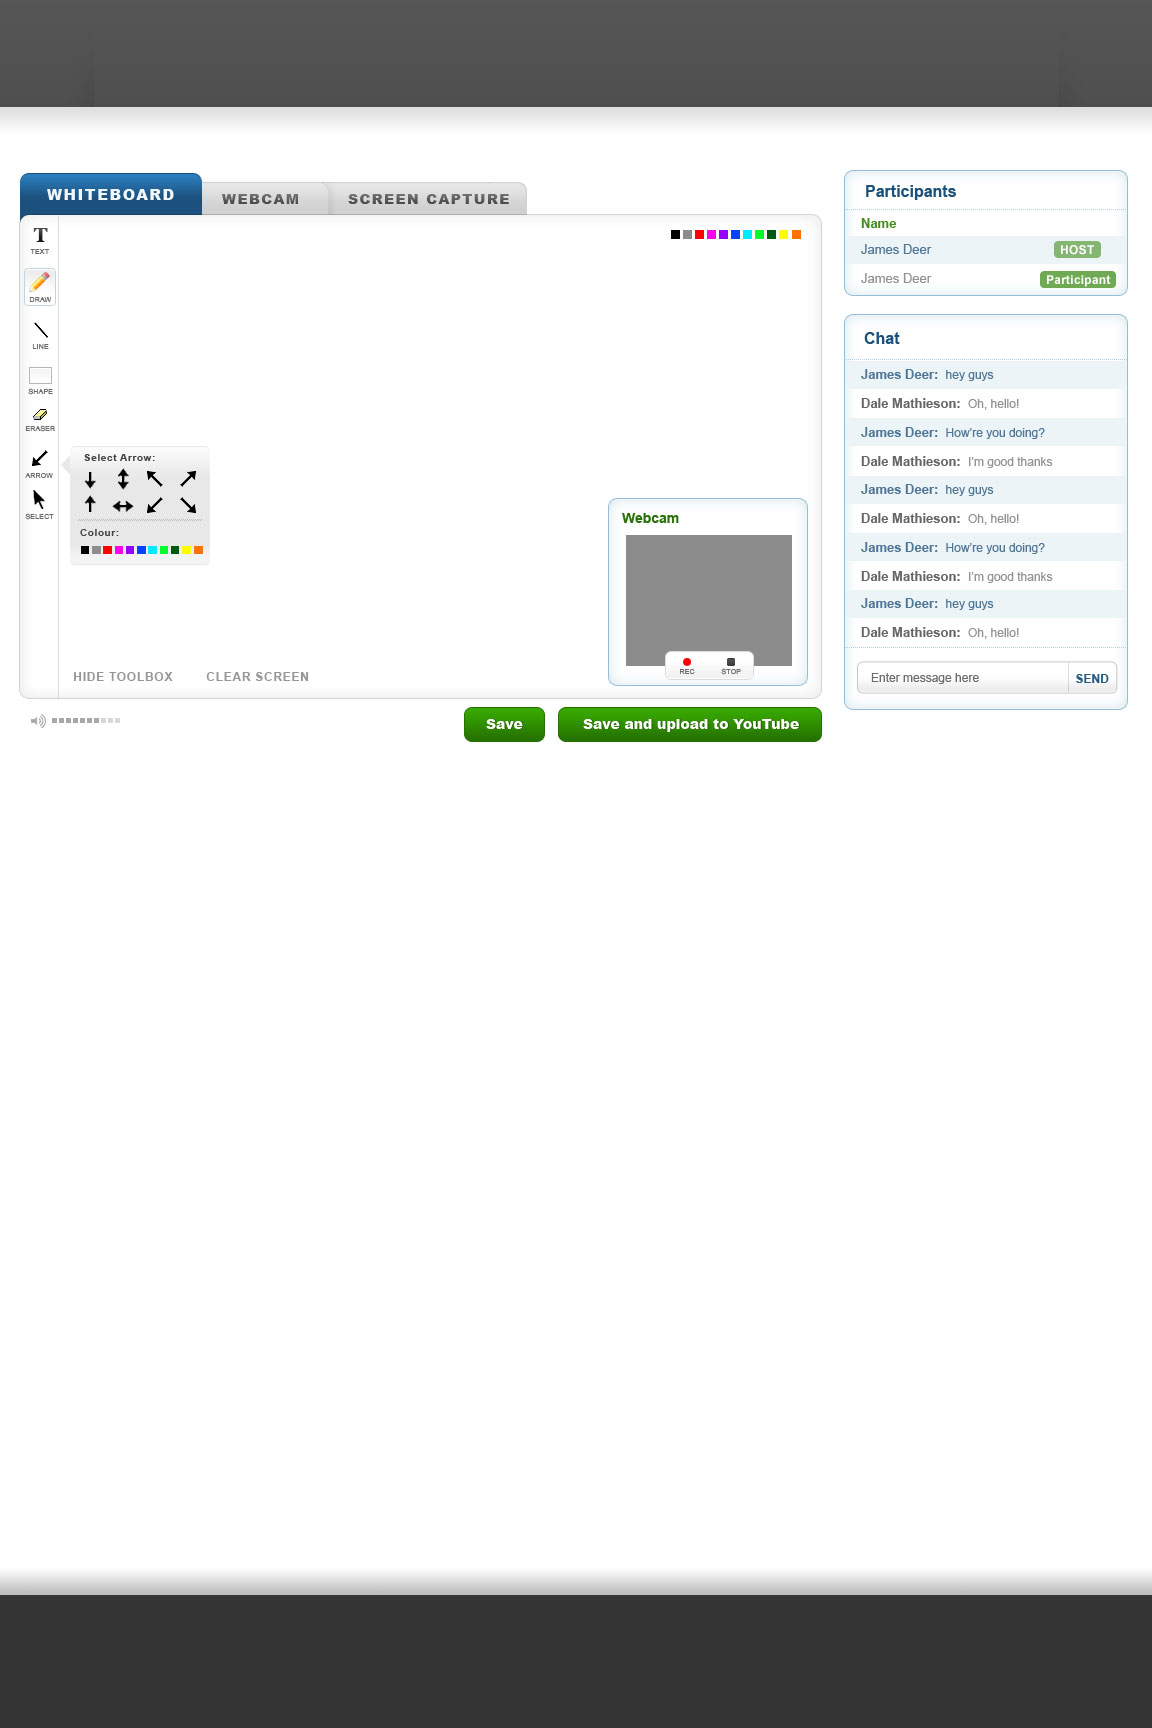 WHITEBOARD
WEBCAM
SCREEN CAPTURE
TEXT
DRAW
LINE
SHAPE
ERASER
ARROW
SELECT
Select Arrow:
Colour:
Webcam
REC
STOP
HIDE TOOLBOX
CLEAR SCREEN
Save
Save and upload to YouTube
Participants
Name
James Deer HOST
James Deer Participant
Chat
James Deer: hey guys
Dale Mathieson: Oh, hello!
James Deer: How're you doing?
Dale Mathieson: I'm good thanks
James Deer: hey guys
Dale Mathieson: Oh, hello!
James Deer: How're you doing?
Dale Mathieson: I'm good thanks
James Deer: hey guys
Dale Mathieson: Oh, hello!
Enter message here
SEND